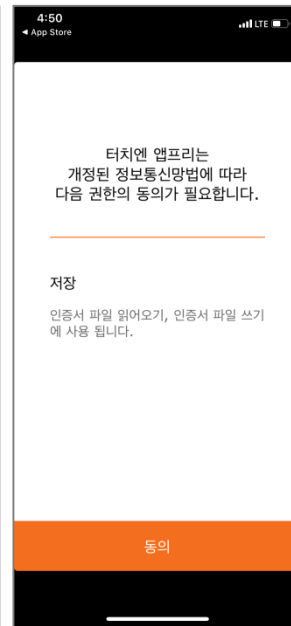 4:50
LTE
◀ App Store
터치엔 앱프리는
개정된 정보통신망법에 따라
다음 권한의 동의가 필요합니다.
저장
인증서 파일 읽어오기, 인증서 파일 쓰기
에 사용 됩니다.
동의